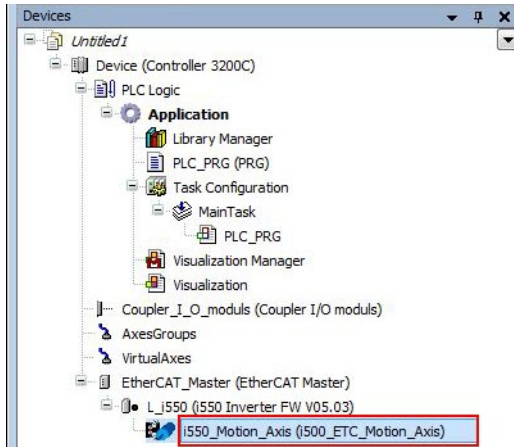 Devices
Untitled1
Device (Controller 3200C)
PLC Logic
Application
Library Manager
PLC_PRG (PRG)
Task Configuration
MainTask
PLC_PRG
Visualization Manager
Visualization
Coupler_I_O_moduls (Coupler I/O moduls)
AxesGroups
VirtualAxes
EtherCAT_Master (EtherCAT Master)
L_i550 (i550 Inverter FW V05.03)
i550_Motion_Axis (i500_ETC_Motion_Axis)